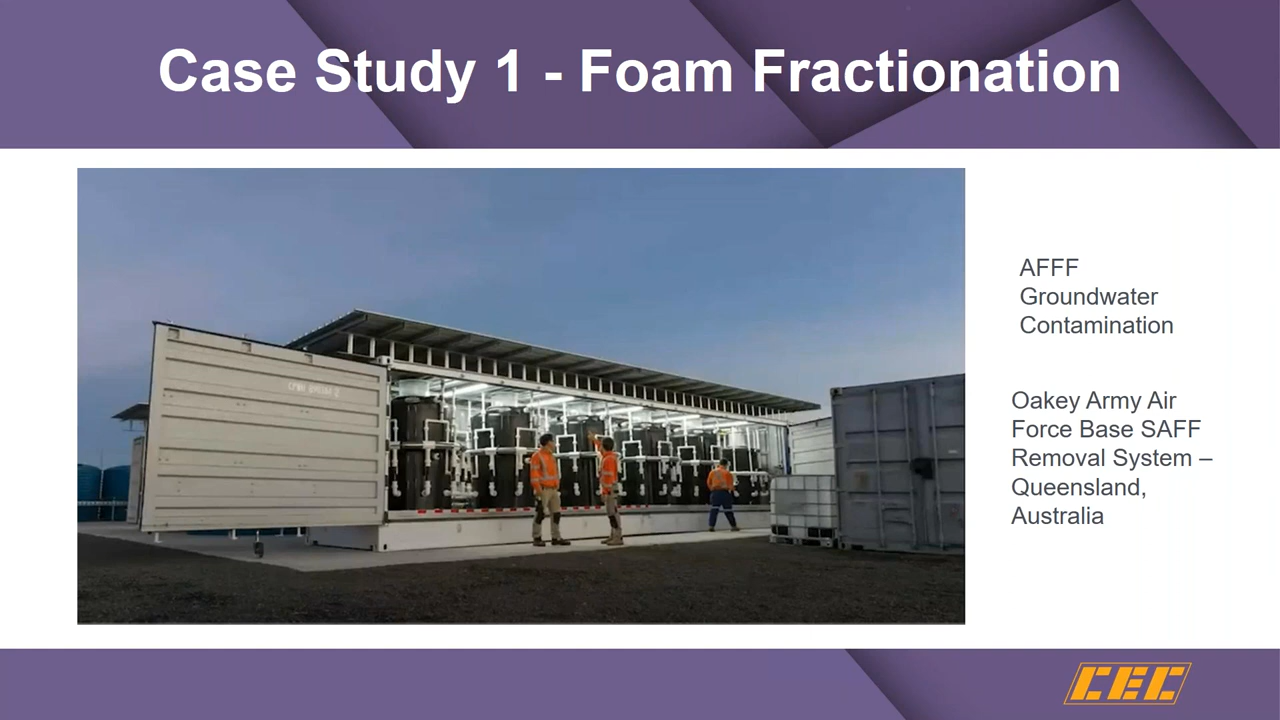 Case Study 1 - Foam Fractionation
AFFF
Groundwater
Contamination
Oakey Army Air
Force Base SAFF
Removal System –
Queensland,
Australia
CEC